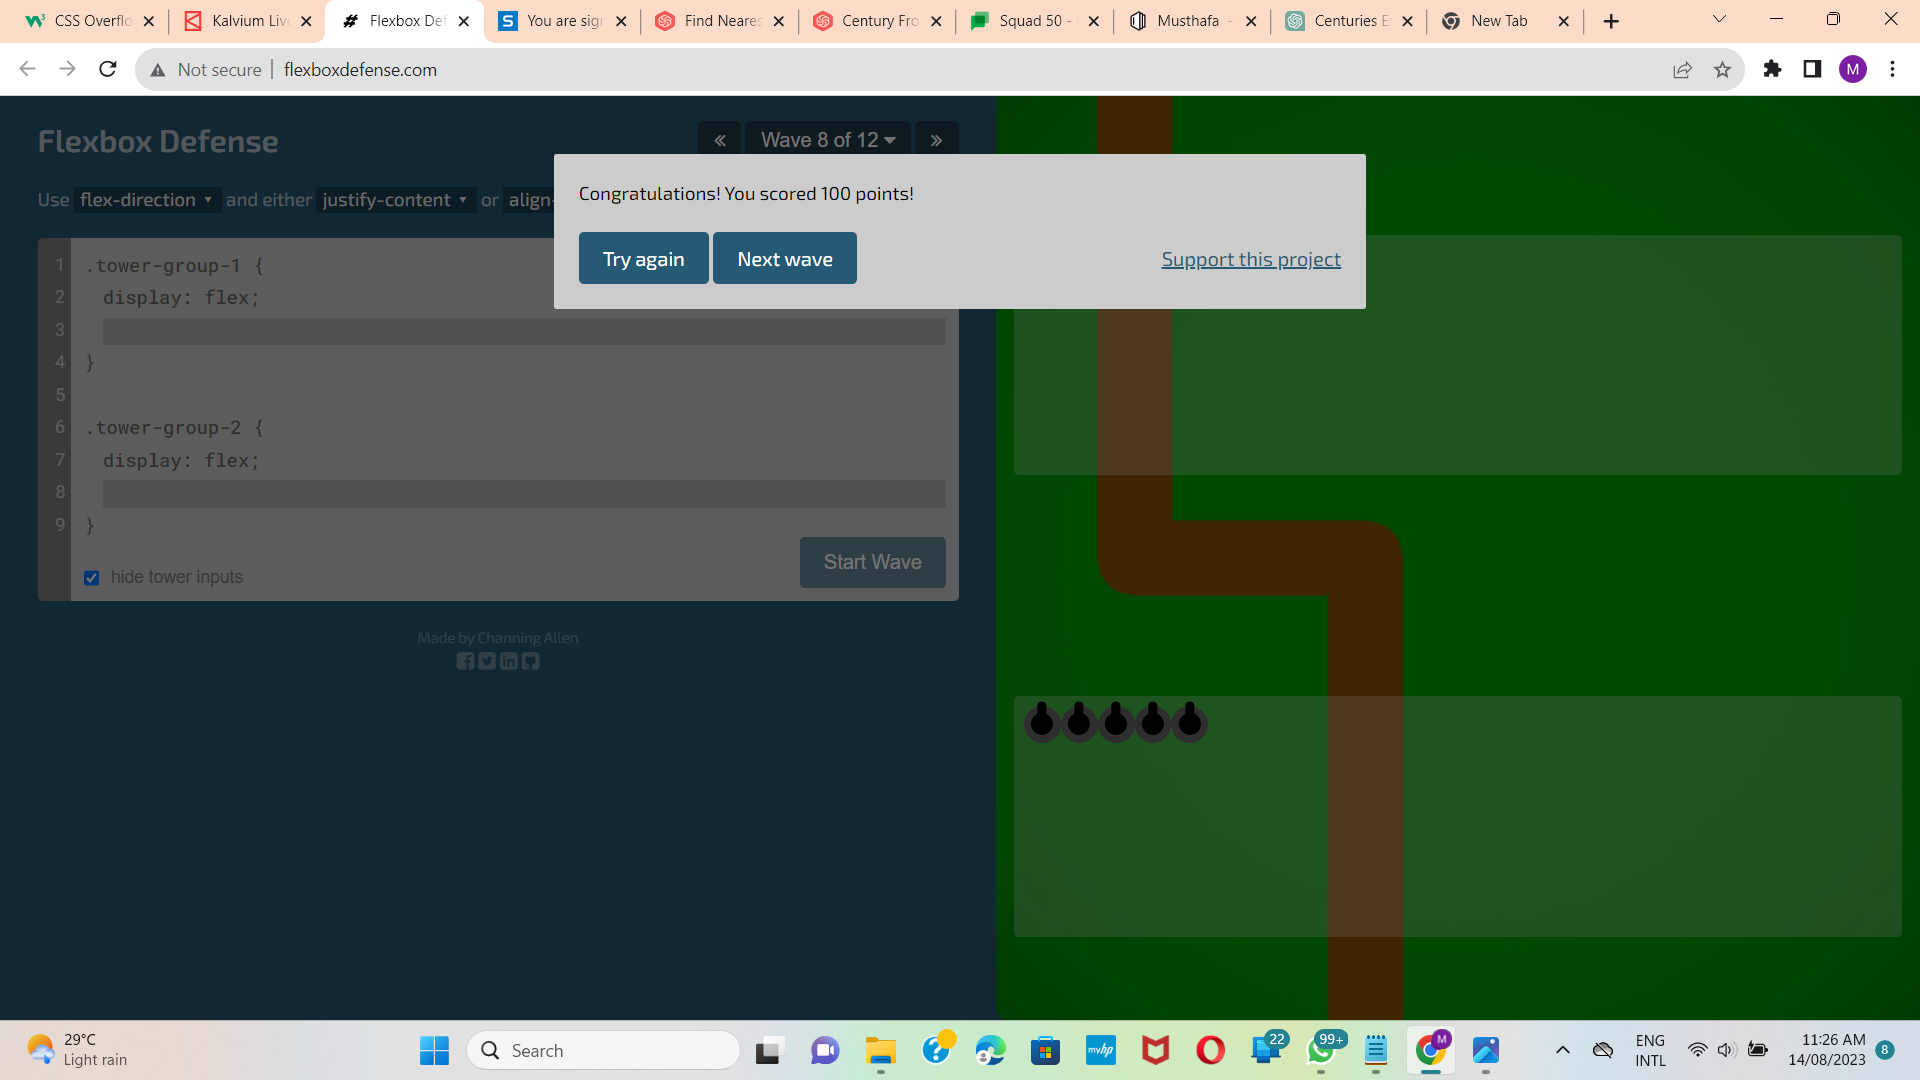 CSS Overflo
Kalvium Live
Flexbox Def
You are sign
Find Neares
Century Fro
Squad 50 -
Musthafa -
Centuries E
New Tab
Not secure
flexboxdefense.com
M
Flexbox Defense
« Wave 8 of 12 »
Use flex-direction and either justify-content or align-
Congratulations! You scored 100 points!
Try again
Next wave
Support this project
1 .tower-group-1 {
2 display: flex;
3
4 }
5
6 .tower-group-2 {
7 display: flex;
8
9 }
hide tower inputs
Start Wave
Made by Channing Allen
29°C
Light rain
Search
myhp
22
99+
M
ENG
INTL
11:26 AM
14/08/2023
8